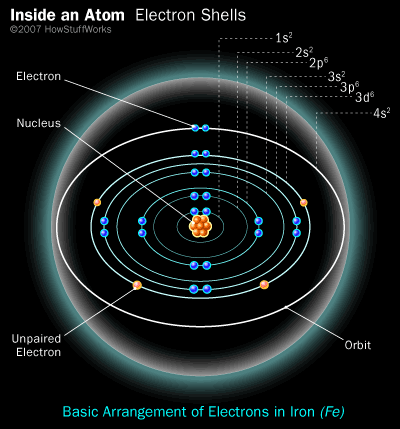 Inside an Atom Electron Shells
©2007 HowStuffWorks
1s²
2s²
2p⁶
3s²
3p⁶
3d⁶
4s²
Electron
Nucleus
Unpaired
Electron
Orbit
Basic Arrangement of Electrons in Iron (Fe)